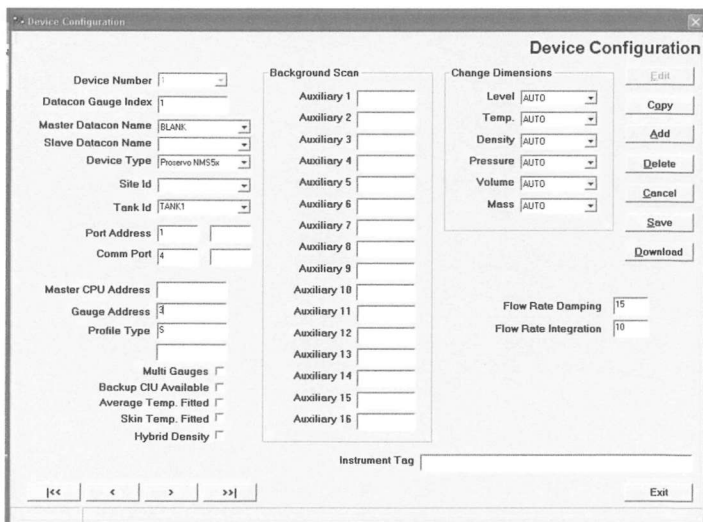 Device Configuration
Device Configuration
Device Number 1
Datacon Gauge Index 1
Master Datacon Name BLANK
Slave Datacon Name
Device Type Proservo NMS5x
Site Id
Tank Id TANK1
Port Address 1
Comm Port 4
Master CPU Address
Gauge Address 3
Profile Type S
Multi Gauges
Backup CIU Available
Average Temp. Fitted
Skin Temp. Fitted
Hybrid Density
Background Scan
Auxiliary 1
Auxiliary 2
Auxiliary 3
Auxiliary 4
Auxiliary 5
Auxiliary 6
Auxiliary 7
Auxiliary 8
Auxiliary 9
Auxiliary 10
Auxiliary 11
Auxiliary 12
Auxiliary 13
Auxiliary 14
Auxiliary 15
Auxiliary 16
Change Dimensions
Level AUTO
Temp. AUTO
Density AUTO
Pressure AUTO
Volume AUTO
Mass AUTO
Edit
Copy
Add
Delete
Cancel
Save
Download
Flow Rate Damping 15
Flow Rate Integration 10
Instrument Tag
|<< < > >>|
Exit